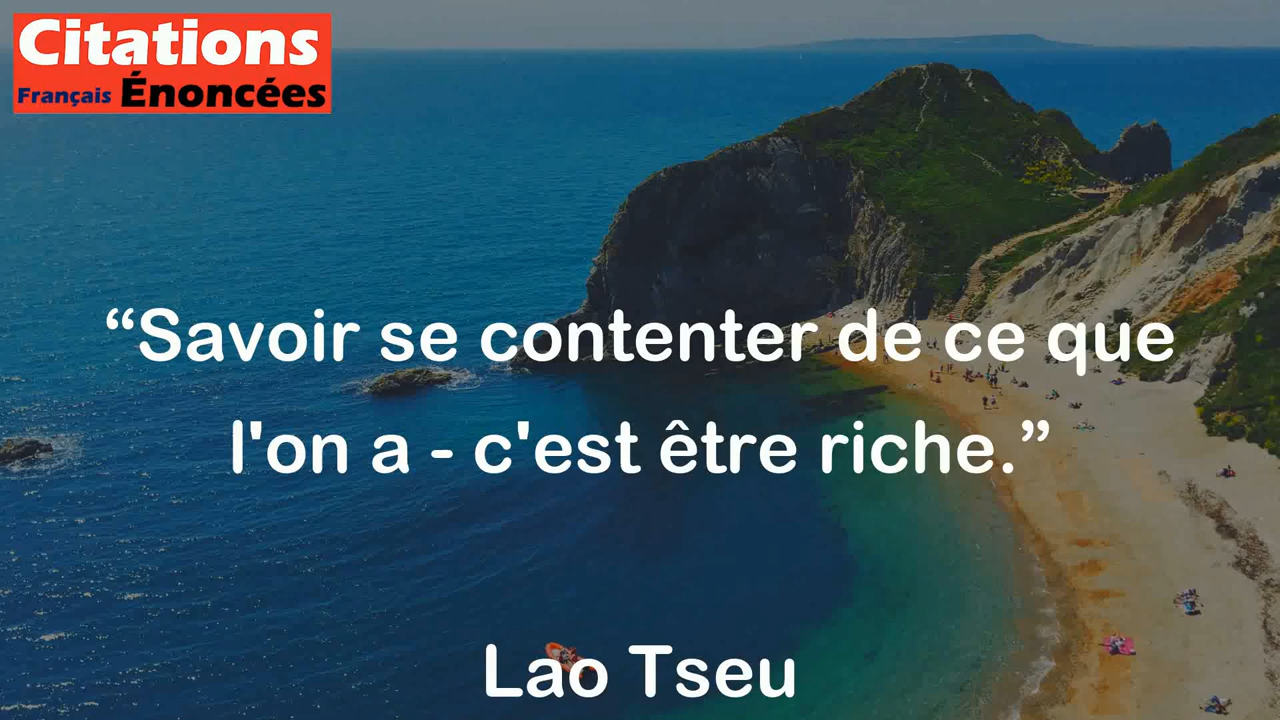 Citations
Français Énoncées
“Savoir se contenter de ce que
l'on a - c'est être riche.”
Lao Tseu